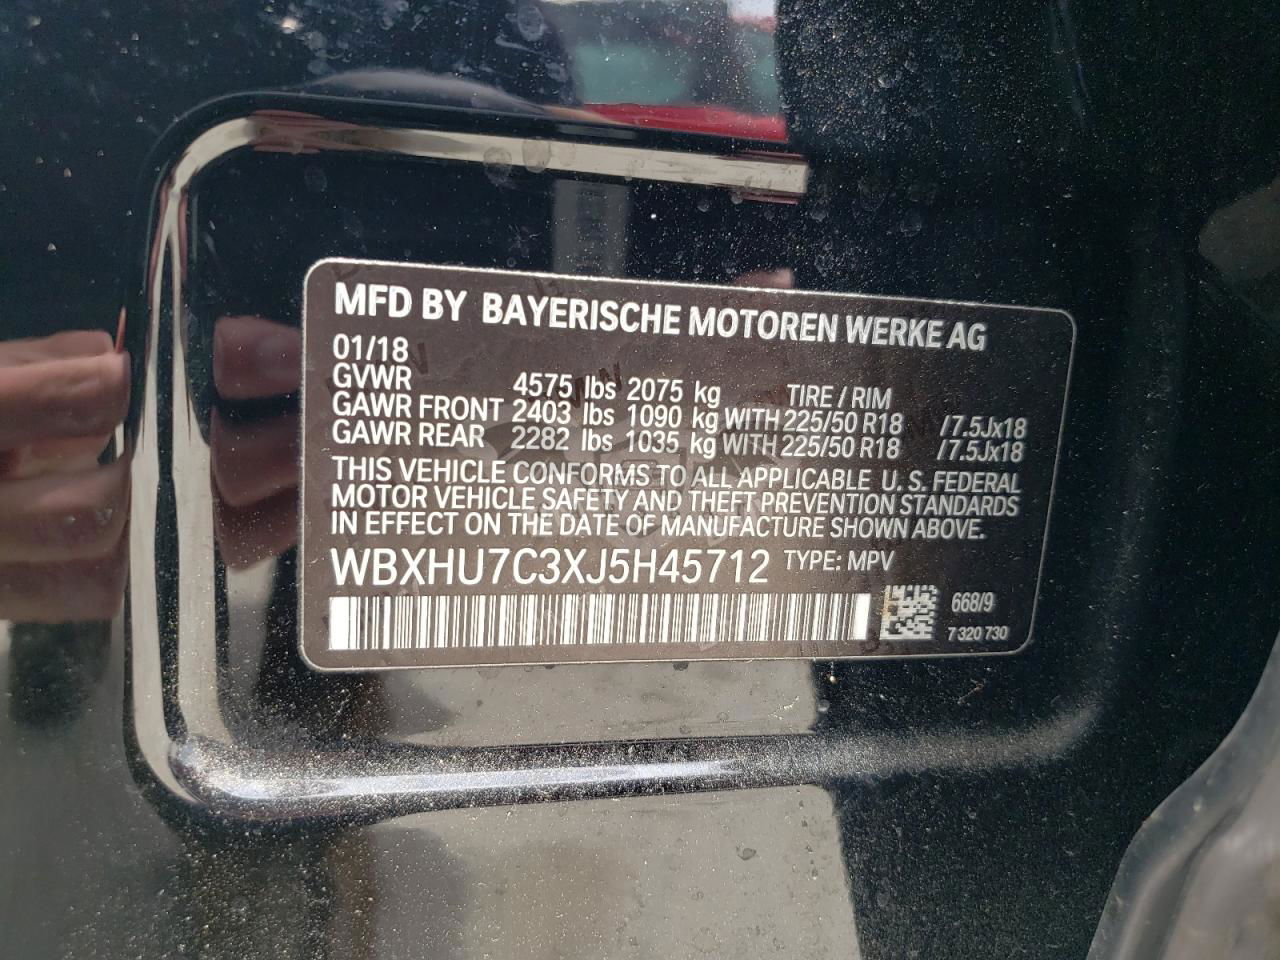 MFD BY BAYERISCHE MOTOREN WERKE AG
01/18
GVWR 4575 lbs 2075 kg TIRE / RIM
GAWR FRONT 2403 lbs 1090 kg WITH 225/50 R18 /7.5Jx18
GAWR REAR 2282 lbs 1035 kg WITH 225/50 R18 /7.5Jx18
THIS VEHICLE CONFORMS TO ALL APPLICABLE U. S. FEDERAL
MOTOR VEHICLE SAFETY AND THEFT PREVENTION STANDARDS
IN EFFECT ON THE DATE OF MANUFACTURE SHOWN ABOVE.
WBXHU7C3XJ5H45712 TYPE: MPV
668/9
7 320 730